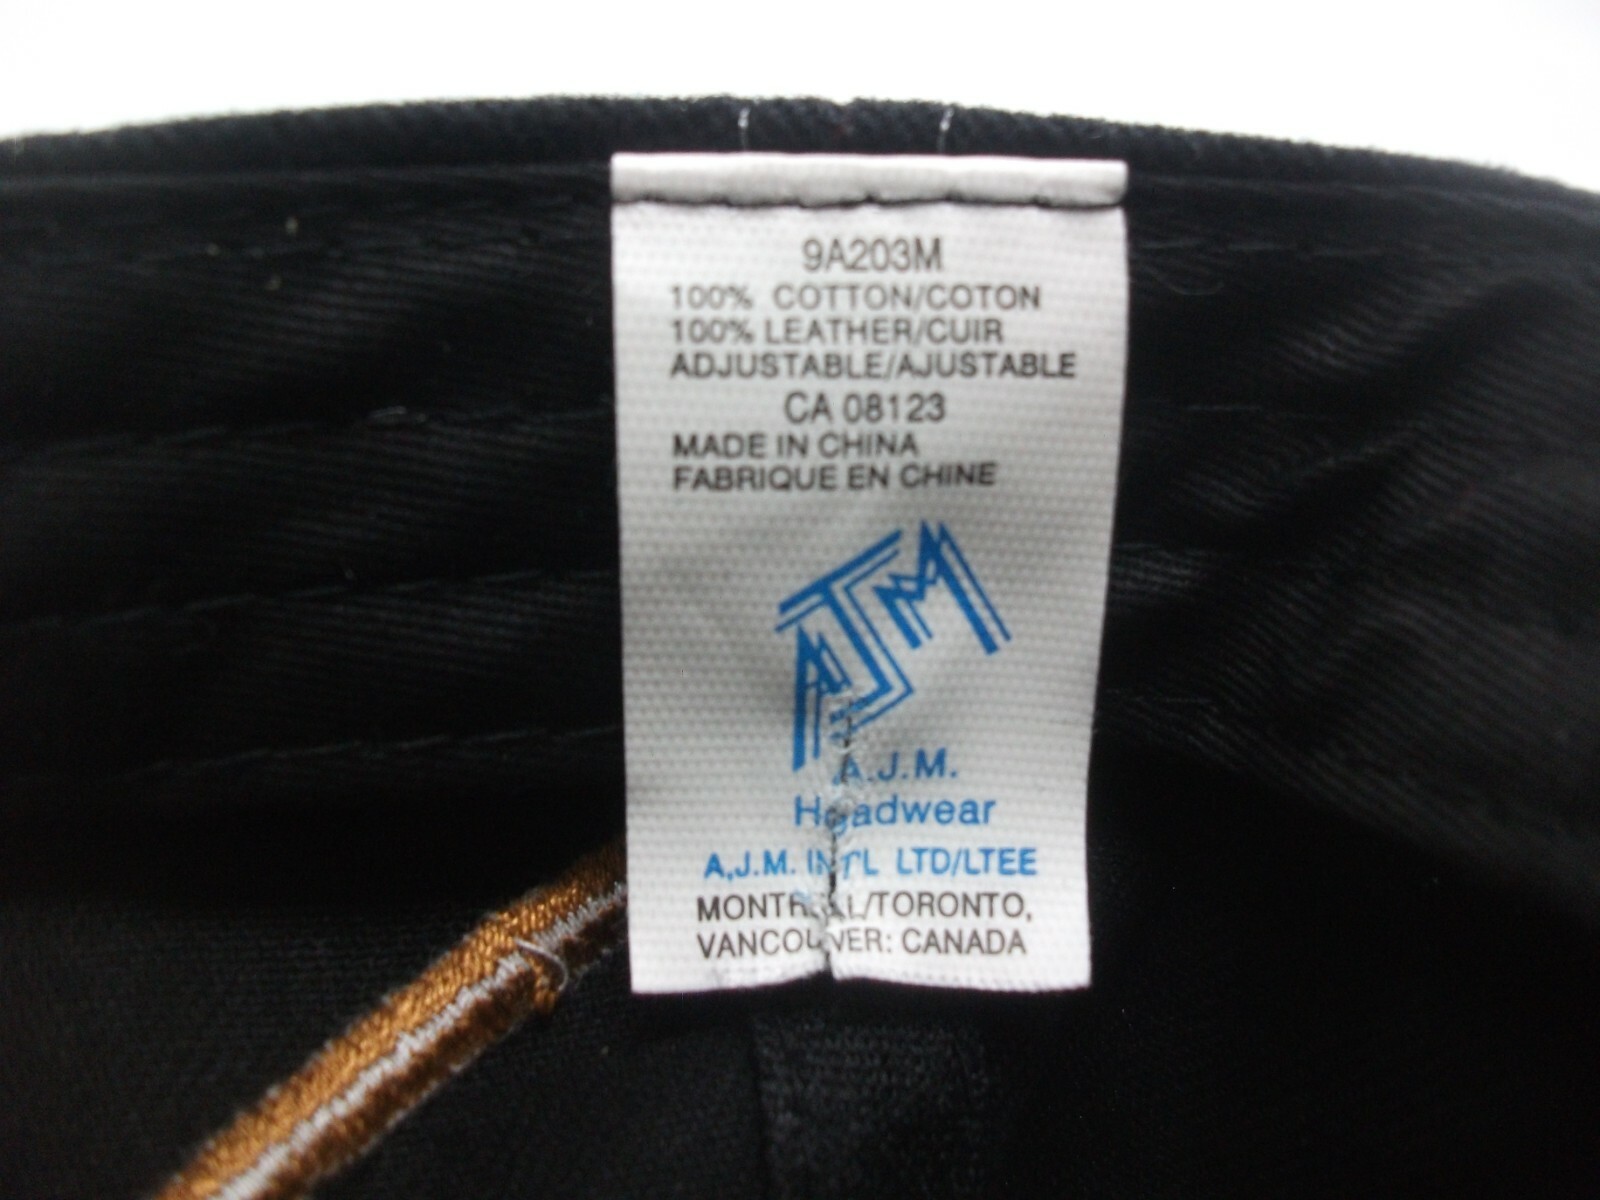 9A203M
100% COTTON/COTON
100% LEATHER/CUIR
ADJUSTABLE/AJUSTABLE
CA 08123
MADE IN CHINA
FABRIQUE EN CHINE
AJM
A.J.M.
Headwear
A,J.M. INT'L LTD/LTEE
MONTREAL/TORONTO,
VANCOUVER: CANADA